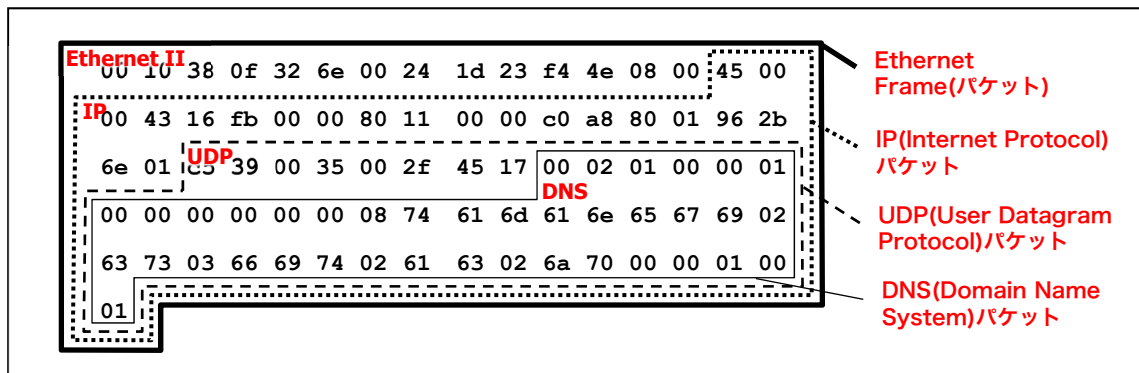 Ethernet II
00 10 38 0f 32 6e 00 24 1d 23 f4 4e 08 00 45 00
IP
00 43 16 fb 00 00 80 11 00 00 c0 a8 80 01 96 2b
UDP
6e 01 c5 39 00 35 00 2f 45 17 00 02 01 00 00 01
DNS
00 00 00 00 00 00 08 74 61 6d 61 6e 65 67 69 02
63 73 03 66 69 74 02 61 63 02 6a 70 00 00 01 00
01
Ethernet
Frame(パケット)
IP(Internet Protocol)
パケット
UDP(User Datagram
Protocol)パケット
DNS(Domain Name
System)パケット